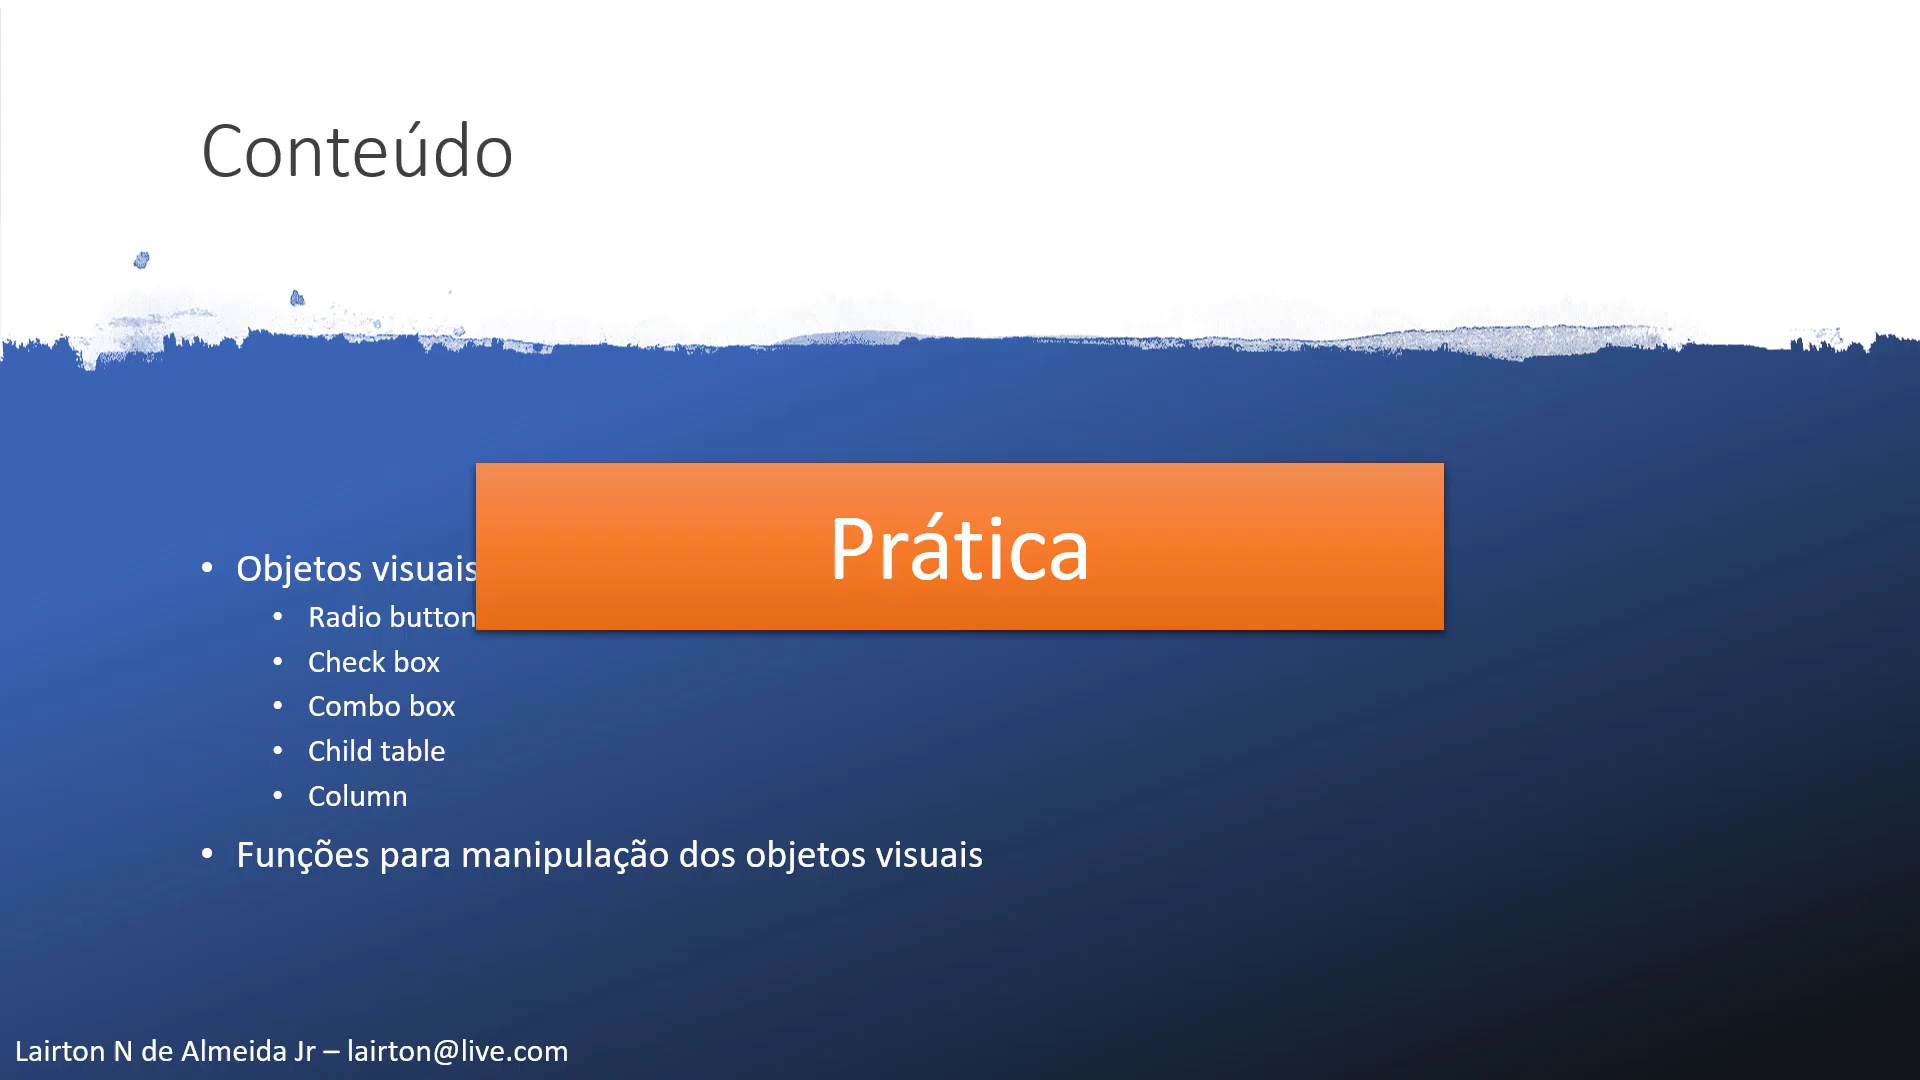 Conteúdo
Prática
• Objetos visuais
• Radio button
• Check box
• Combo box
• Child table
• Column
• Funções para manipulação dos objetos visuais
Lairton N de Almeida Jr – lairton@live.com